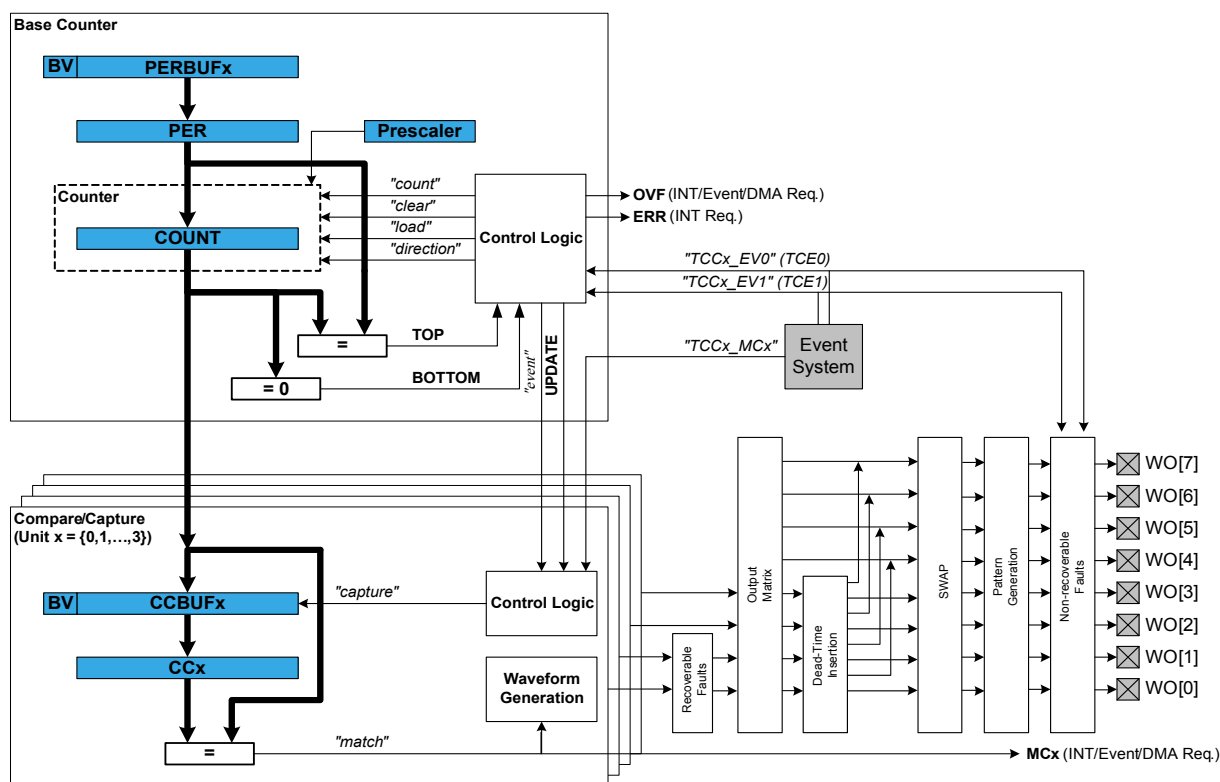 Base Counter
BV PERBUFx
PER
Prescaler
Counter
COUNT
"count"
"clear"
"load"
"direction"
Control Logic
OVF (INT/Event/DMA Req.)
ERR (INT Req.)
"TCCx_EV0" (TCE0)
"TCCx_EV1" (TCE1)
"TCCx_MCx"
Event
System
=
TOP
= 0
BOTTOM
"event"
UPDATE
Compare/Capture
(Unit x = {0,1,…,3})
BV CCBUFx
"capture"
Control Logic
CCx
Waveform
Generation
=
"match"
Recoverable
Faults
Output
Matrix
Dead-Time
Insertion
SWAP
Pattern
Generation
Non-recoverable
Faults
WO[7]
WO[6]
WO[5]
WO[4]
WO[3]
WO[2]
WO[1]
WO[0]
MCx (INT/Event/DMA Req.)